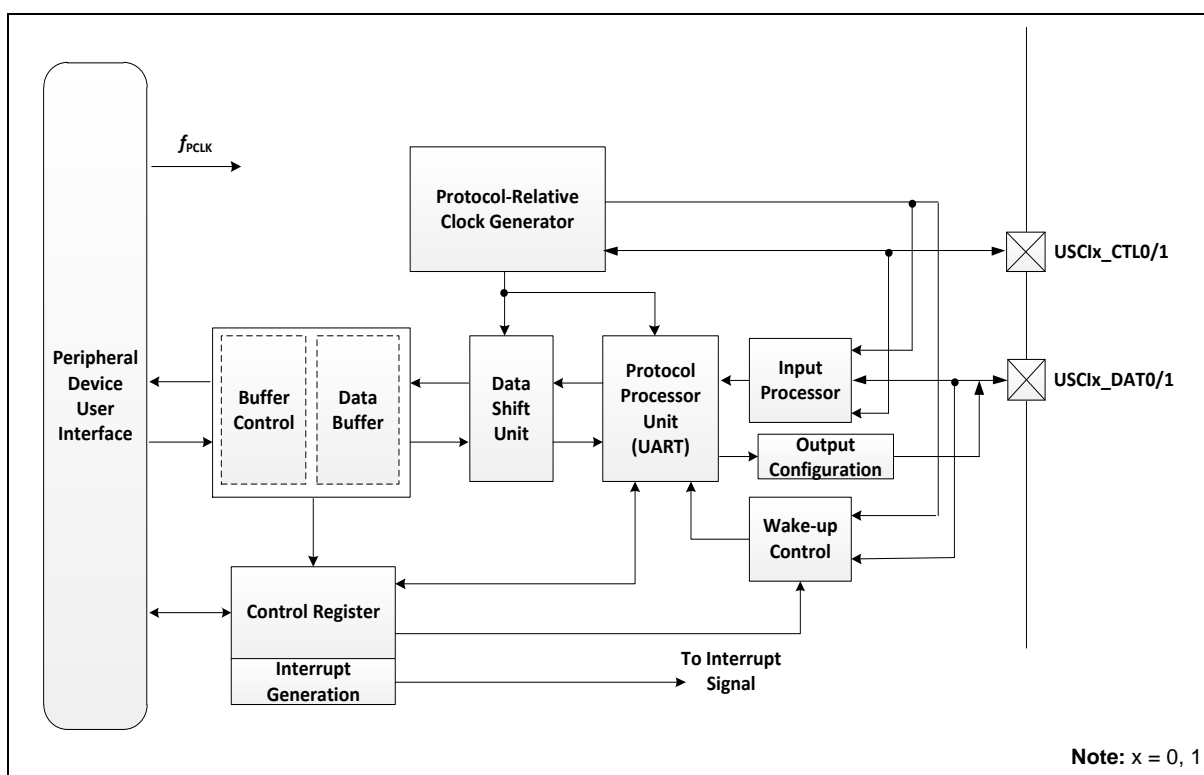 fPCLK
Protocol-Relative
Clock Generator
USCIx_CTL0/1
Peripheral
Device
User
Interface
Buffer
Control
Data
Buffer
Data
Shift
Unit
Protocol
Processor
Unit
(UART)
Input
Processor
USCIx_DAT0/1
Output
Configuration
Wake-up
Control
Control Register
Interrupt
Generation
To Interrupt
Signal
Note: x = 0, 1